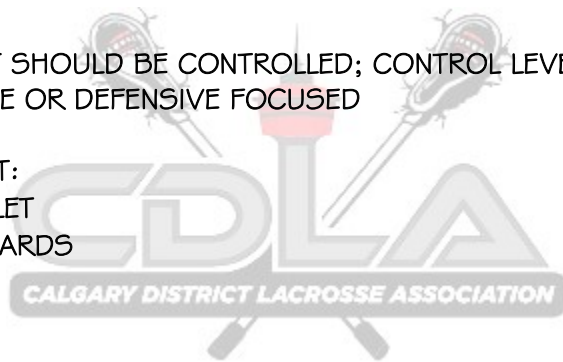 T SHOULD BE CONTROLLED; CONTROL LEVE
E OR DEFENSIVE FOCUSED
T:
LET
ARDS
CDLA
CALGARY DISTRICT LACROSSE ASSOCIATION